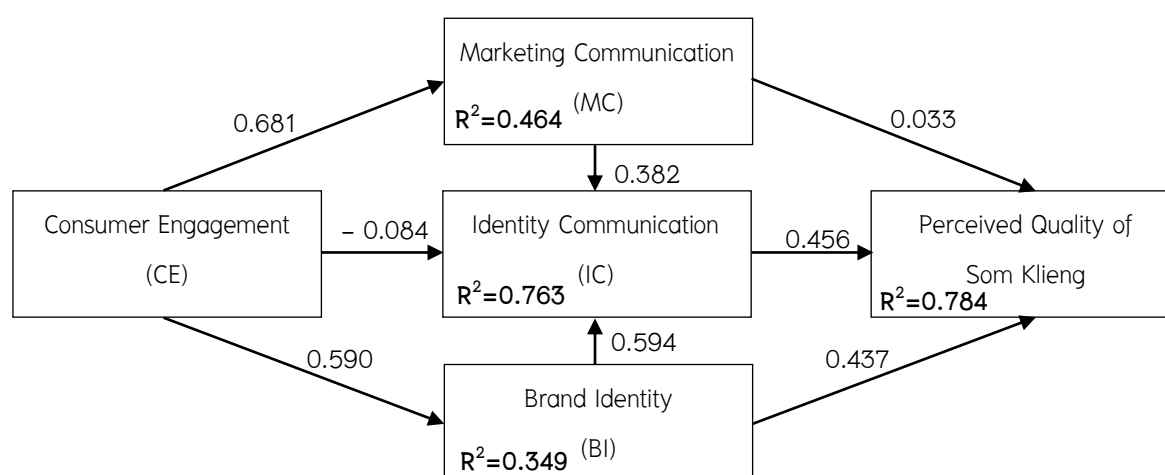 Marketing Communication
(MC)
R²=0.464
0.681
0.033
0.382
Consumer Engagement
(CE)
– 0.084
Identity Communication
(IC)
R²=0.763
0.456
Perceived Quality of
Som Klieng
R²=0.784
0.590
0.594
0.437
Brand Identity
(BI)
R²=0.349